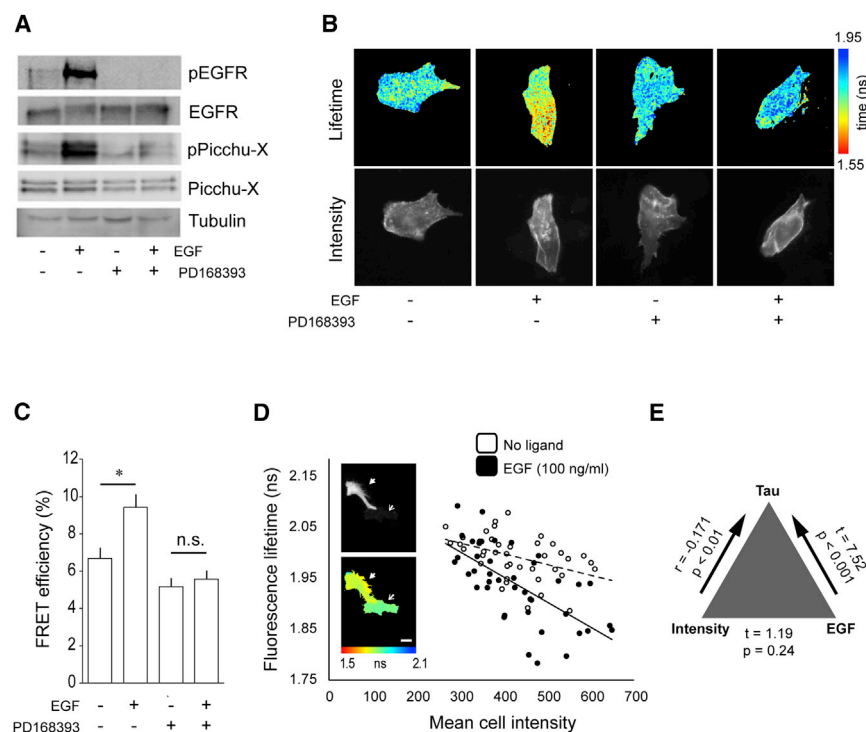 A
pEGFR
EGFR
pPicchu-X
Picchu-X
Tubulin
- + - + EGF
- - + + PD168393
B
Lifetime
Intensity
1.95
time (ns)
1.55
EGF - + - +
PD168393 - - + +
C
FRET efficiency (%)
12
10
8
6
4
2
0
*
n.s.
EGF - + - +
PD168393 - - + +
D
No ligand
EGF (100 ng/ml)
Fluorescence lifetime (ns)
2.15
2.05
1.95
1.85
1.75
1.5 ns 2.1
0 100 200 300 400 500 600 700
Mean cell intensity
E
Tau
r = -0.171
p < 0.01
t = 7.52
p < 0.001
Intensity
EGF
t = 1.19
p = 0.24